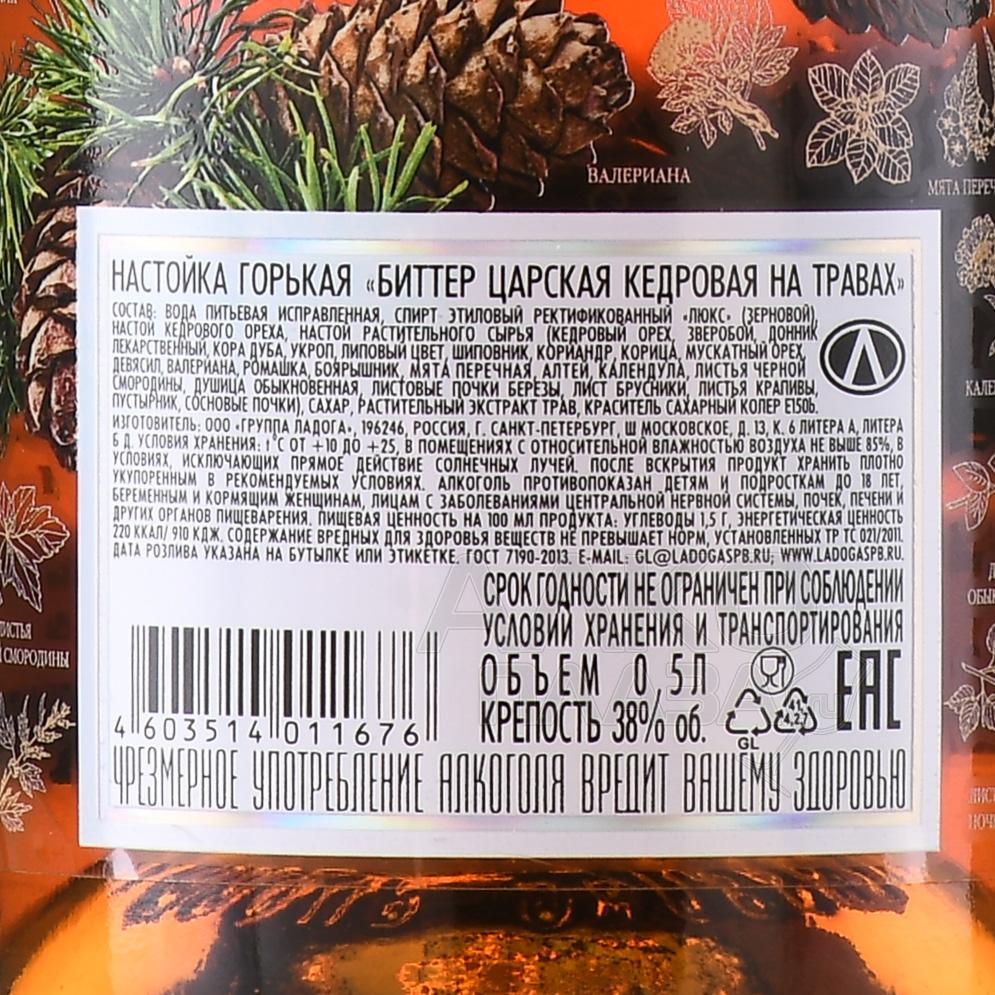 ВАЛЕРИАНА
МЯТА ПЕРЕЧ
НАСТОЙКА ГОРЬКАЯ «БИТТЕР ЦАРСКАЯ КЕДРОВАЯ НА ТРАВАХ»
СОСТАВ: ВОДА ПИТЬЕВАЯ ИСПРАВЛЕННАЯ, СПИРТ ЭТИЛОВЫЙ РЕКТИФИКОВАННЫЙ «ЛЮКС» (ЗЕРНОВОЙ),
НАСТОЙ КЕДРОВОГО ОРЕХА, НАСТОЙ РАСТИТЕЛЬНОГО СЫРЬЯ (КЕДРОВЫЙ ОРЕХ, ЗВЕРОБОЙ, ДОННИК
ЛЕКАРСТВЕННЫЙ, КОРА ДУБА, УКРОП, ЛИПОВЫЙ ЦВЕТ, ШИПОВНИК, КОРИАНДР, КОРИЦА, МУСКАТНЫЙ ОРЕХ,
ДЕВЯСИЛ, ВАЛЕРИАНА, РОМАШКА, БОЯРЫШНИК, МЯТА ПЕРЕЧНАЯ, АЛТЕЙ, КАЛЕНДУЛА, ЛИСТЬЯ ЧЕРНОЙ
СМОРОДИНЫ, ДУШИЦА ОБЫКНОВЕННАЯ, ЛИСТОВЫЕ ПОЧКИ БЕРЕЗЫ, ЛИСТ БРУСНИКИ, ЛИСТЬЯ КРАПИВЫ,
ПУСТЫРНИК, СОСНОВЫЕ ПОЧКИ), САХАР, РАСТИТЕЛЬНЫЙ ЭКСТРАКТ ТРАВ, КРАСИТЕЛЬ САХАРНЫЙ КОЛЕР Е150Б.
ИЗГОТОВИТЕЛЬ: ООО «ГРУППА ЛАДОГА», 196246, РОССИЯ, Г. САНКТ-ПЕТЕРБУРГ, Ш МОСКОВСКОЕ, Д. 13, К. 6 ЛИТЕРА А, ЛИТЕРА
Б Д. УСЛОВИЯ ХРАНЕНИЯ: t °С ОТ +10 ДО +25, В ПОМЕЩЕНИЯХ С ОТНОСИТЕЛЬНОЙ ВЛАЖНОСТЬЮ ВОЗДУХА НЕ ВЫШЕ 85%, В
УСЛОВИЯХ, ИСКЛЮЧАЮЩИХ ПРЯМОЕ ДЕЙСТВИЕ СОЛНЕЧНЫХ ЛУЧЕЙ. ПОСЛЕ ВСКРЫТИЯ ПРОДУКТ ХРАНИТЬ ПЛОТНО
УКУПОРЕННЫМ В РЕКОМЕНДУЕМЫХ УСЛОВИЯХ. АЛКОГОЛЬ ПРОТИВОПОКАЗАН ДЕТЯМ И ПОДРОСТКАМ ДО 18 ЛЕТ,
БЕРЕМЕННЫМ И КОРМЯЩИМ ЖЕНЩИНАМ, ЛИЦАМ С ЗАБОЛЕВАНИЯМИ ЦЕНТРАЛЬНОЙ НЕРВНОЙ СИСТЕМЫ, ПОЧЕК, ПЕЧЕНИ И
ДРУГИХ ОРГАНОВ ПИЩЕВАРЕНИЯ. ПИЩЕВАЯ ЦЕННОСТЬ НА 100 МЛ ПРОДУКТА: УГЛЕВОДЫ 1,5 Г, ЭНЕРГЕТИЧЕСКАЯ ЦЕННОСТЬ
220 ККАЛ/ 910 КДЖ. СОДЕРЖАНИЕ ВРЕДНЫХ ДЛЯ ЗДОРОВЬЯ ВЕЩЕСТВ НЕ ПРЕВЫШАЕТ НОРМ, УСТАНОВЛЕННЫХ ТР ТС 021/2011.
ДАТА РОЗЛИВА УКАЗАНА НА БУТЫЛКЕ ИЛИ ЭТИКЕТКЕ. ГОСТ 7190-2013. E-MAIL: GL@LADOGASPB.RU; WWW.LADOGASPB.RU
СРОК ГОДНОСТИ НЕ ОГРАНИЧЕН ПРИ СОБЛЮДЕНИИ
УСЛОВИЙ ХРАНЕНИЯ И ТРАНСПОРТИРОВАНИЯ
ОБЪЕМ 0,5Л
КРЕПОСТЬ 38% об.
GL
41
4,2,7
EAC
4 603514 011676
ЧРЕЗМЕРНОЕ УПОТРЕБЛЕНИЕ АЛКОГОЛЯ ВРЕДИТ ВАШЕМУ ЗДОРОВЬЮ
КАЛЕ
ИСТЬЯ
СМОРОДИНЫ